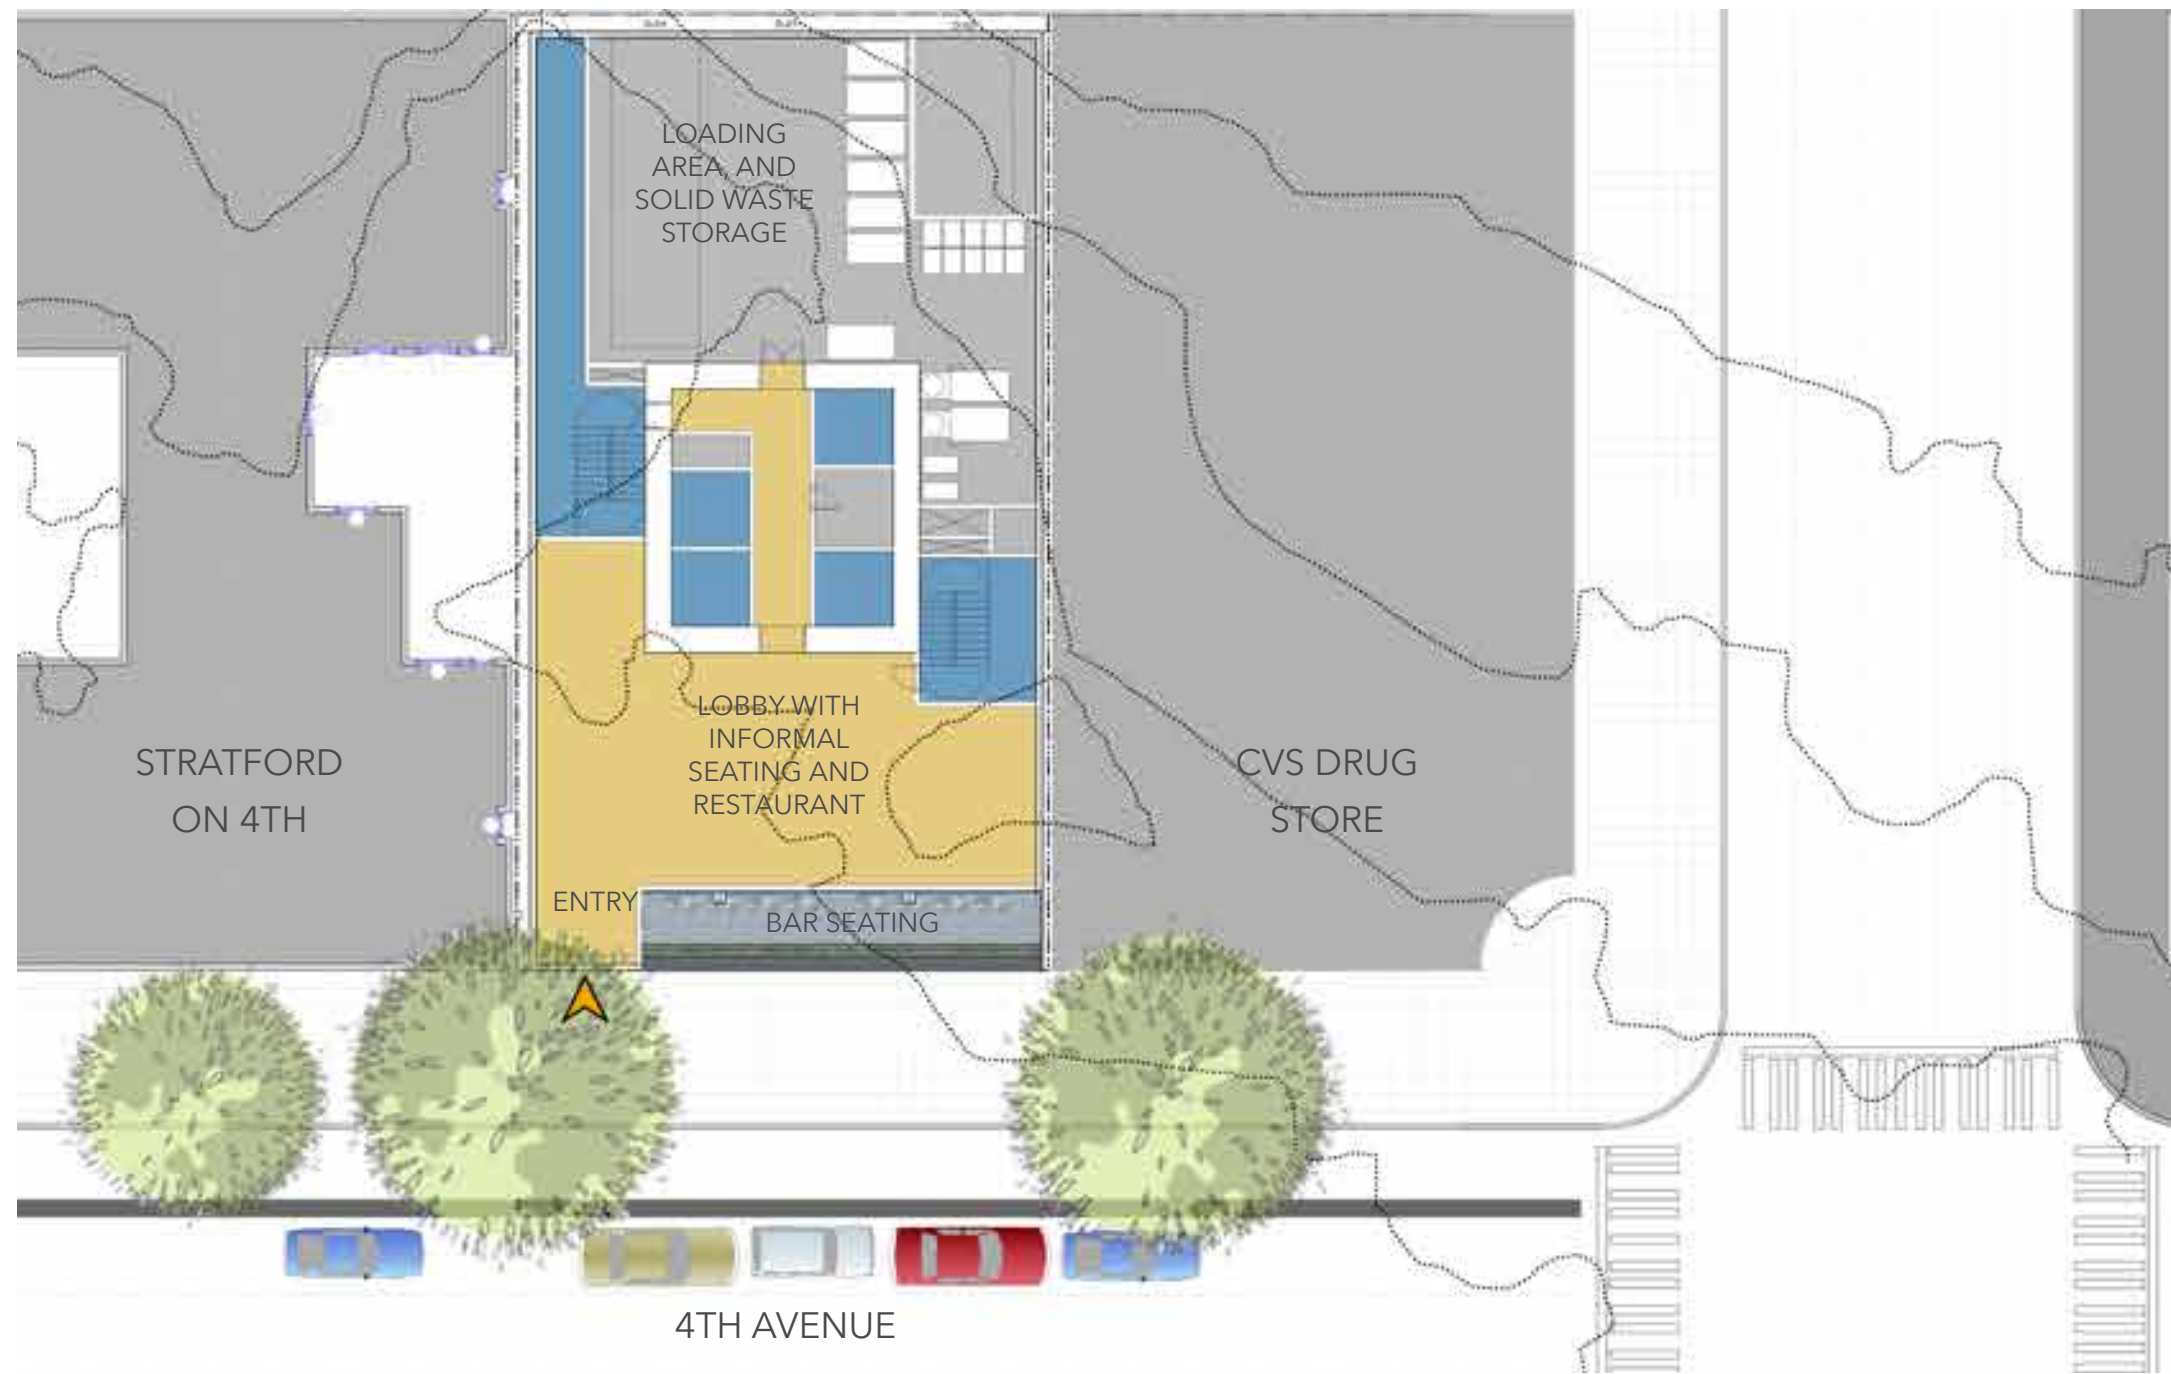 LOADING
AREA, AND
SOLID WASTE
STORAGE
LOBBY WITH
INFORMAL
SEATING AND
RESTAURANT
STRATFORD
ON 4TH
CVS DRUG
STORE
ENTRY
BAR SEATING
4TH AVENUE